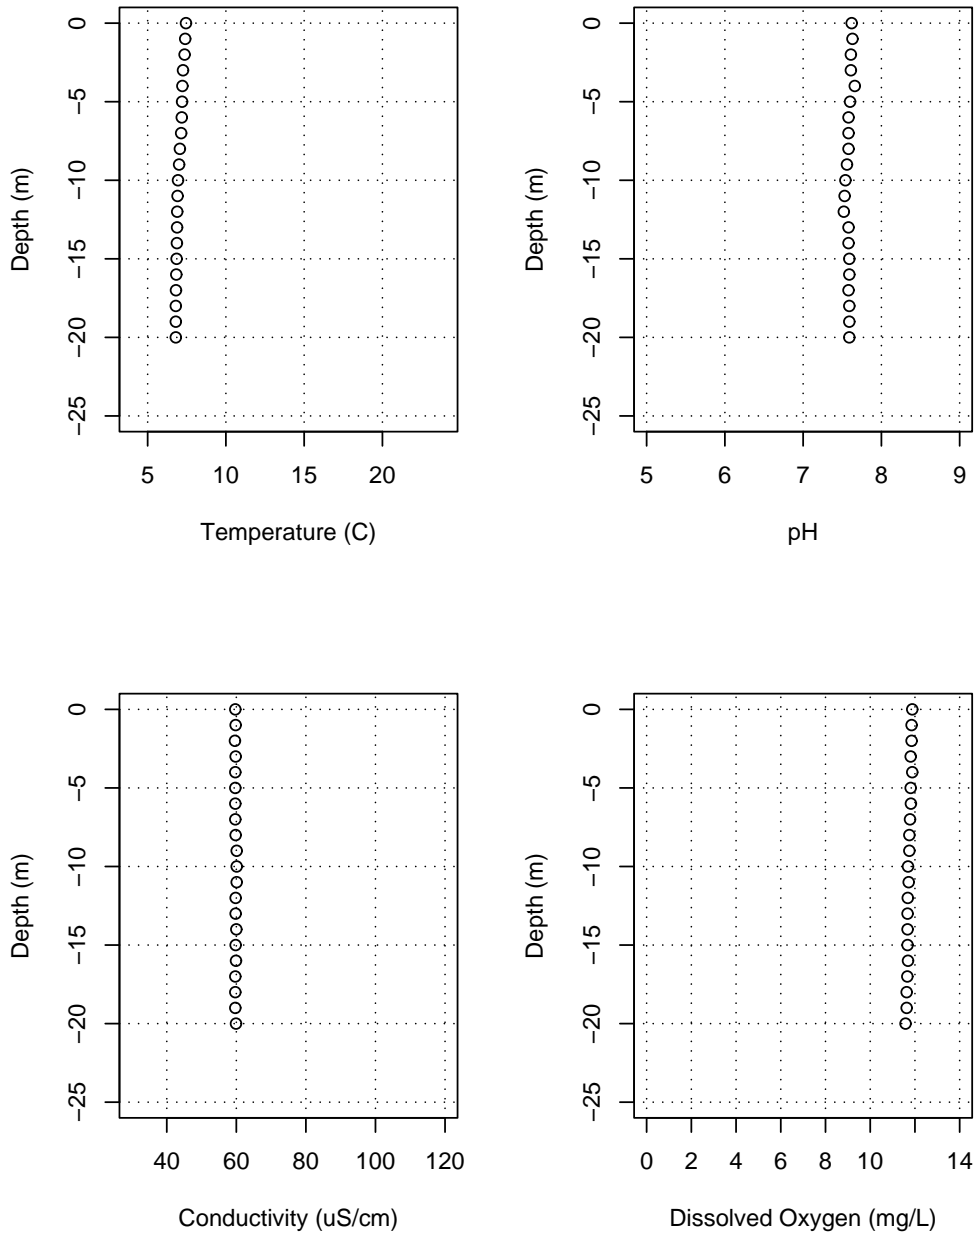 0
−5
−10
−15
−20
−25
Depth (m)
5 10 15 20
Temperature (C)
0
−5
−10
−15
−20
−25
Depth (m)
5 6 7 8 9
pH
0
−5
−10
−15
−20
−25
Depth (m)
40 60 80 100 120
Conductivity (uS/cm)
0
−5
−10
−15
−20
−25
Depth (m)
0 2 4 6 8 10 14
Dissolved Oxygen (mg/L)